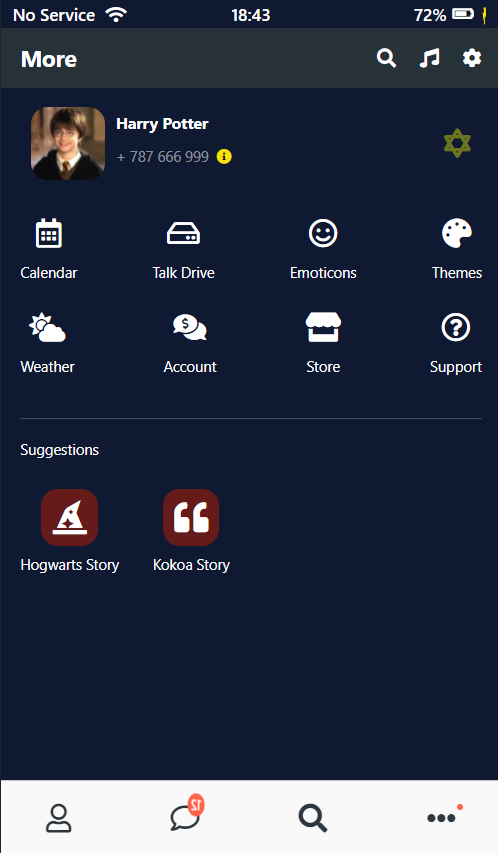 No Service 18:43 72%
More
Harry Potter
+ 787 666 999
Calendar Talk Drive Emoticons Themes
Weather Account Store Support
Suggestions
Hogwarts Story Kokoa Story
12